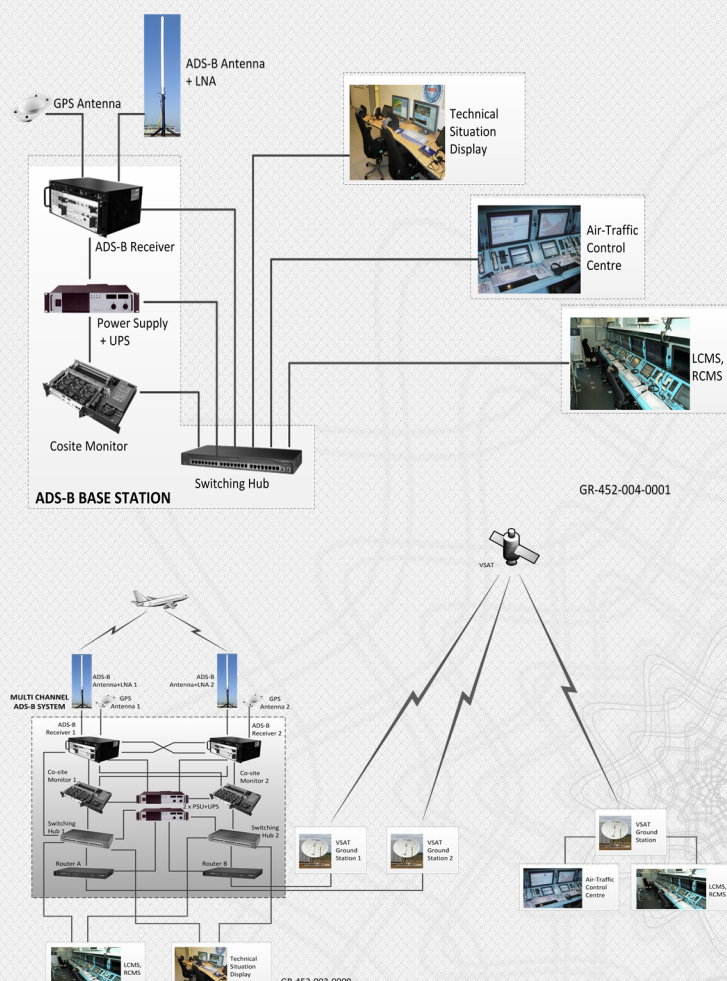 ADS-B Antenna
+ LNA
GPS Antenna
Technical
Situation
Display
ADS-B Receiver
Air-Traffic
Control
Centre
Power Supply
+ UPS
LCMS,
RCMS
Cosite Monitor
Switching Hub
ADS-B BASE STATION
GR-452-004-0001
VSAT
ADS-B
Antenna+LNA 1
ADS-B
Antenna+LNA 2
MULTI CHANNEL
ADS-B SYSTEM
GPS
Antenna 1
GPS
Antenna 2
ADS-B
Receiver 1
ADS-B
Receiver 2
Co-site
Monitor 1
Co-site
Monitor 2
2 x PSU+UPS
Switching
Hub 1
Switching
Hub 2
Router A
Router B
VSAT
Ground
Station 1
VSAT
Ground
Station 2
VSAT
Ground
Station
Air-Traffic
Control
Centre
LCMS,
RCMS
LCMS,
RCMS
Technical
Situation
Display